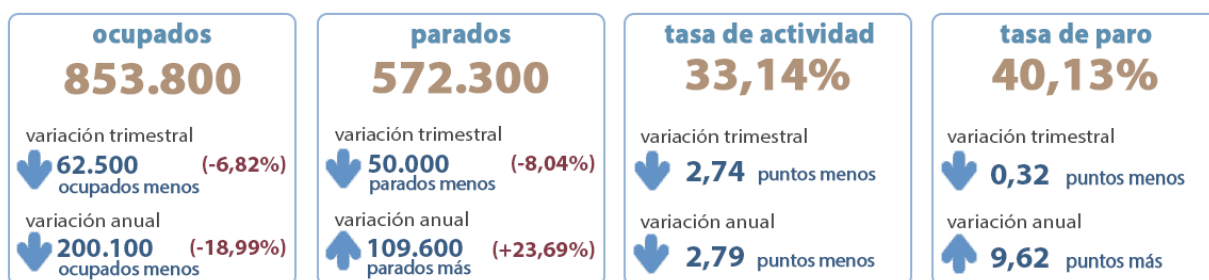 ocupados
853.800
variación trimestral
62.500 (-6,82%)
ocupados menos
variación anual
200.100 (-18,99%)
ocupados menos
parados
572.300
variación trimestral
50.000 (-8,04%)
parados menos
variación anual
109.600 (+23,69%)
parados más
tasa de actividad
33,14%
variación trimestral
2,74 puntos menos
variación anual
2,79 puntos menos
tasa de paro
40,13%
variación trimestral
0,32 puntos menos
variación anual
9,62 puntos más